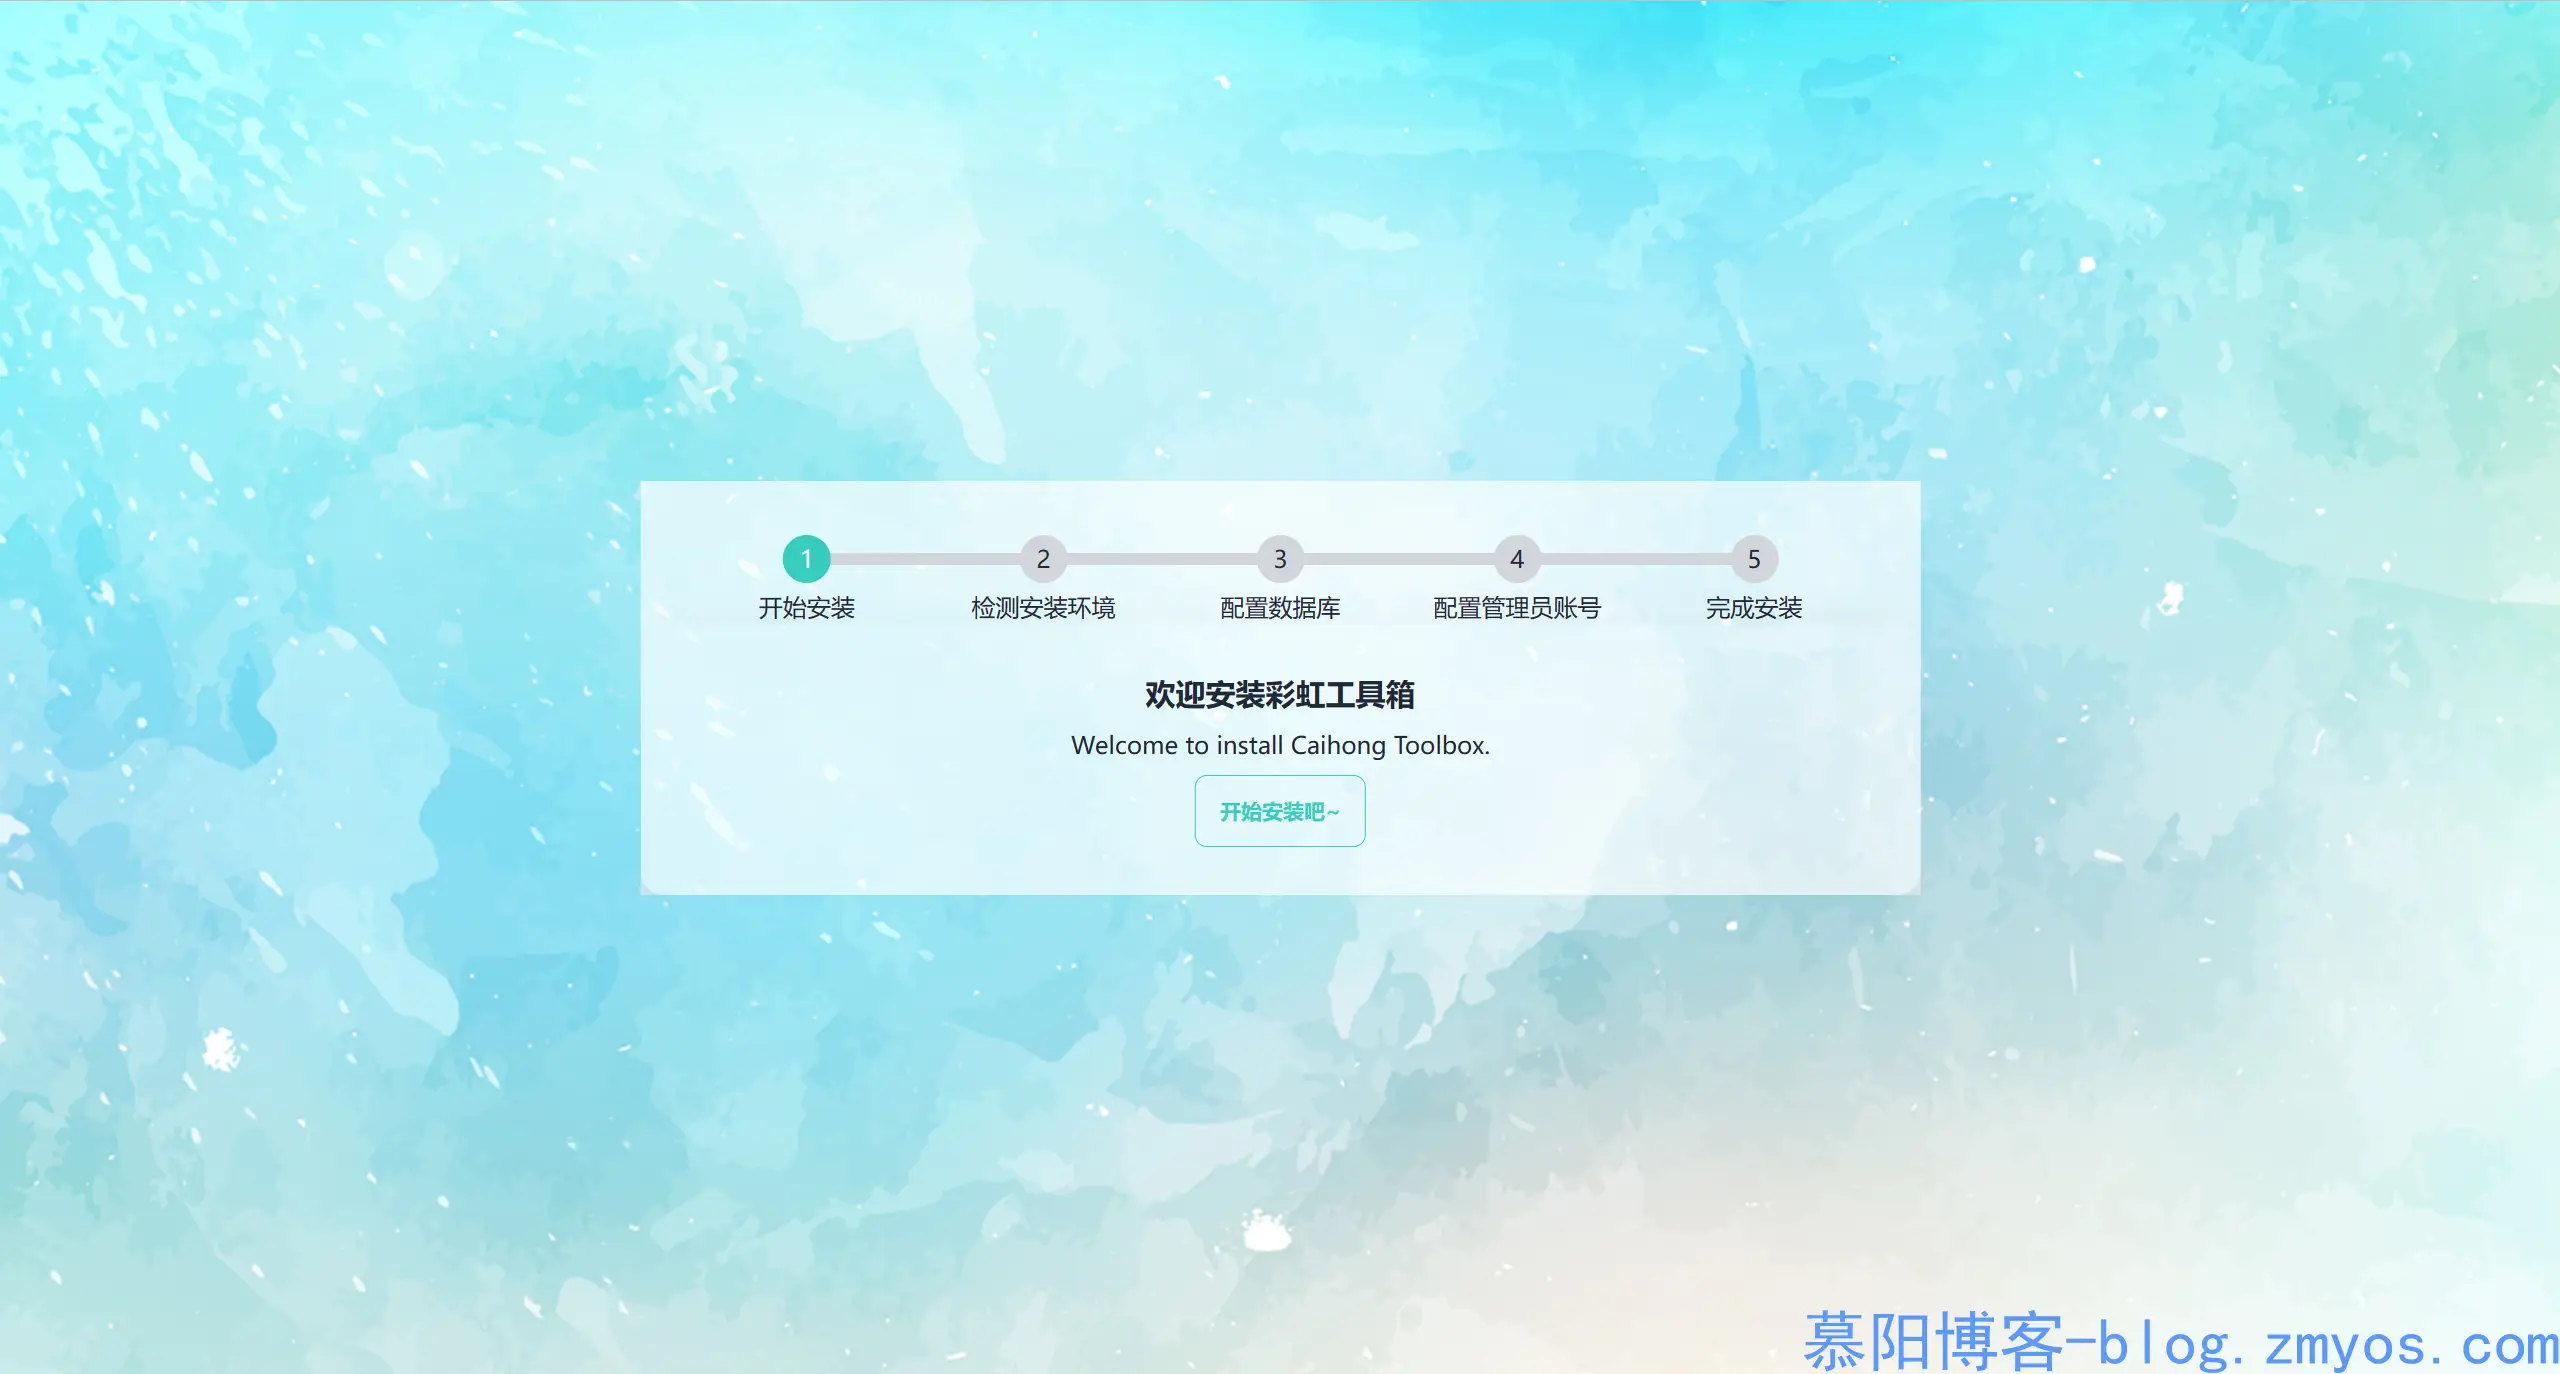 1 2 3 4 5
开始安装 检测安装环境 配置数据库 配置管理员账号 完成安装
欢迎安装彩虹工具箱
Welcome to install Caihong Toolbox.
开始安装吧~
慕阳博客-blog.zmyos.com